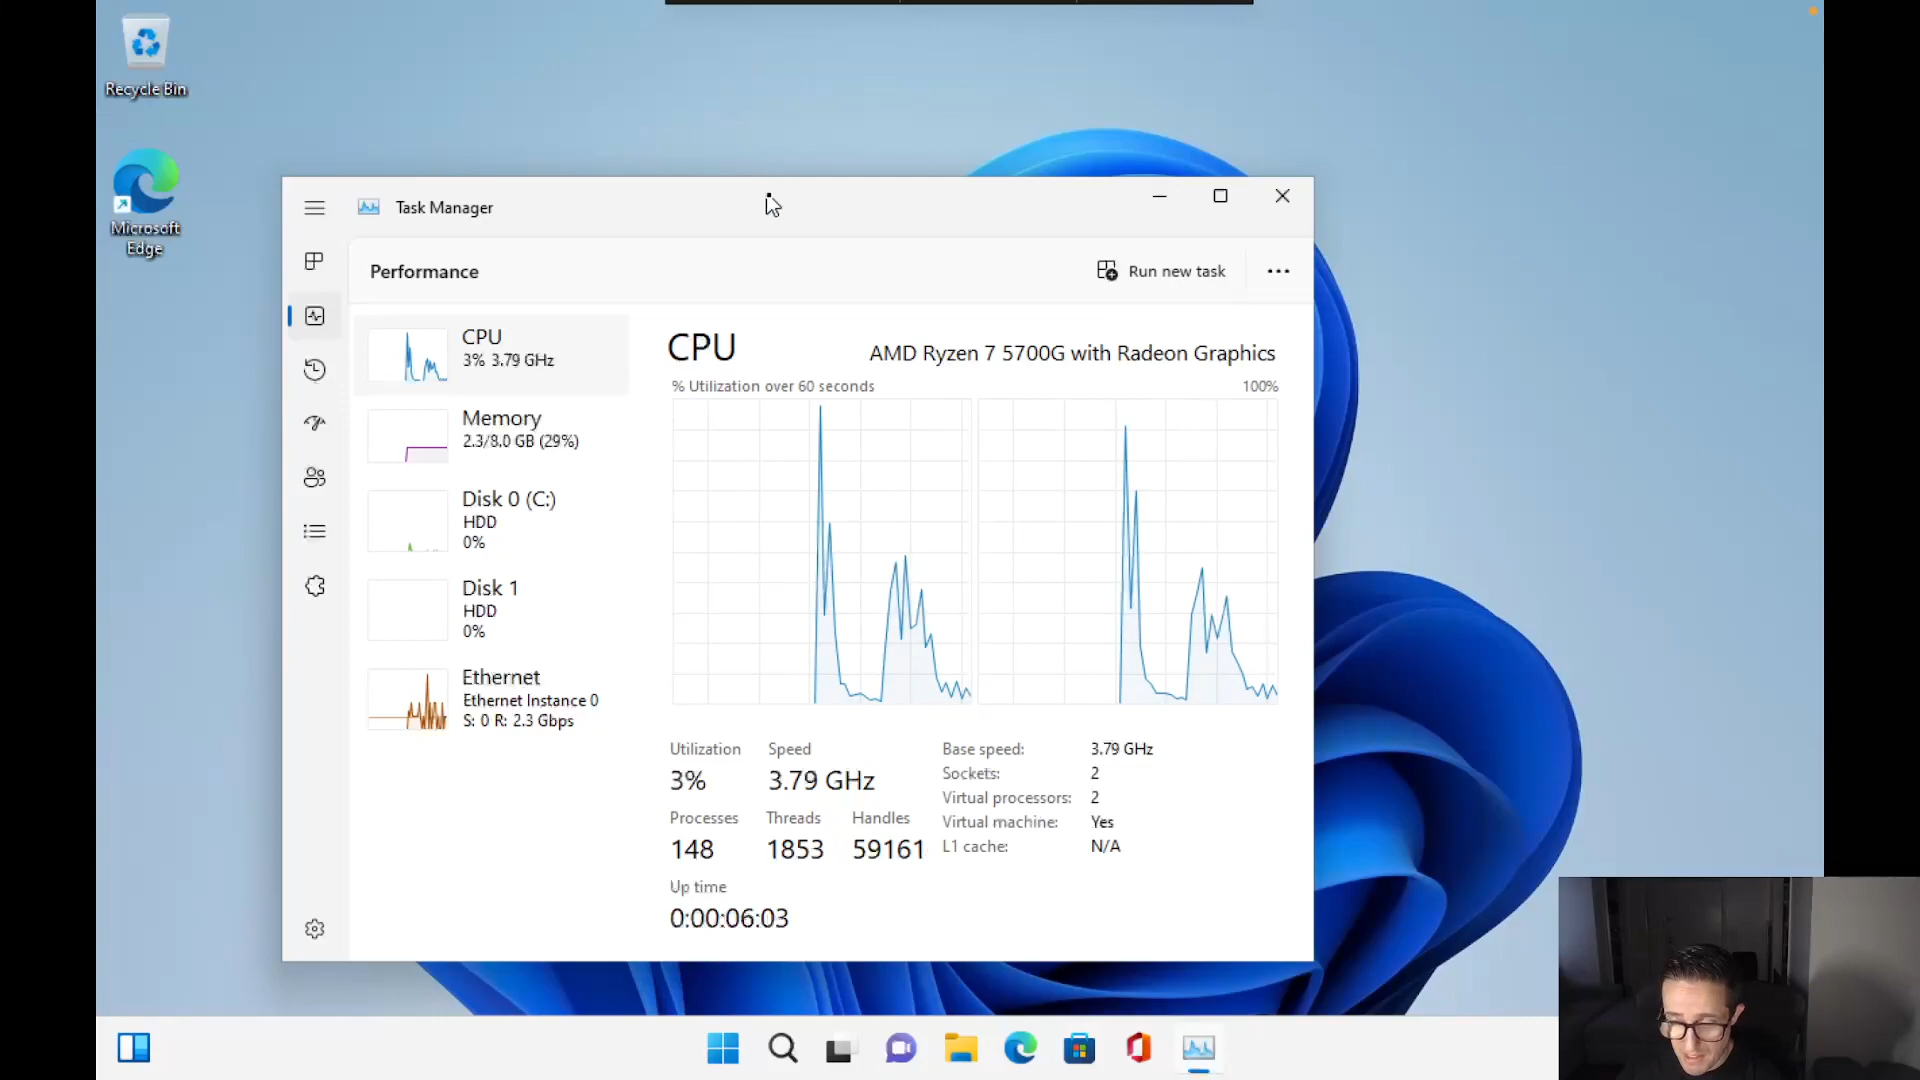 Recycle Bin
Microsoft
Edge
Task Manager
Performance
Run new task
CPU
3% 3.79 GHz
Memory
2.3/8.0 GB (29%)
Disk 0 (C:)
HDD
0%
Disk 1
HDD
0%
Ethernet
Ethernet Instance 0
S: 0 R: 2.3 Gbps
CPU
AMD Ryzen 7 5700G with Radeon Graphics
% Utilization over 60 seconds
100%
Utilization
Speed
3%
3.79 GHz
Processes
Threads
Handles
148
1853
59161
Up time
0:00:06:03
Base speed: 3.79 GHz
Sockets: 2
Virtual processors: 2
Virtual machine: Yes
L1 cache: N/A